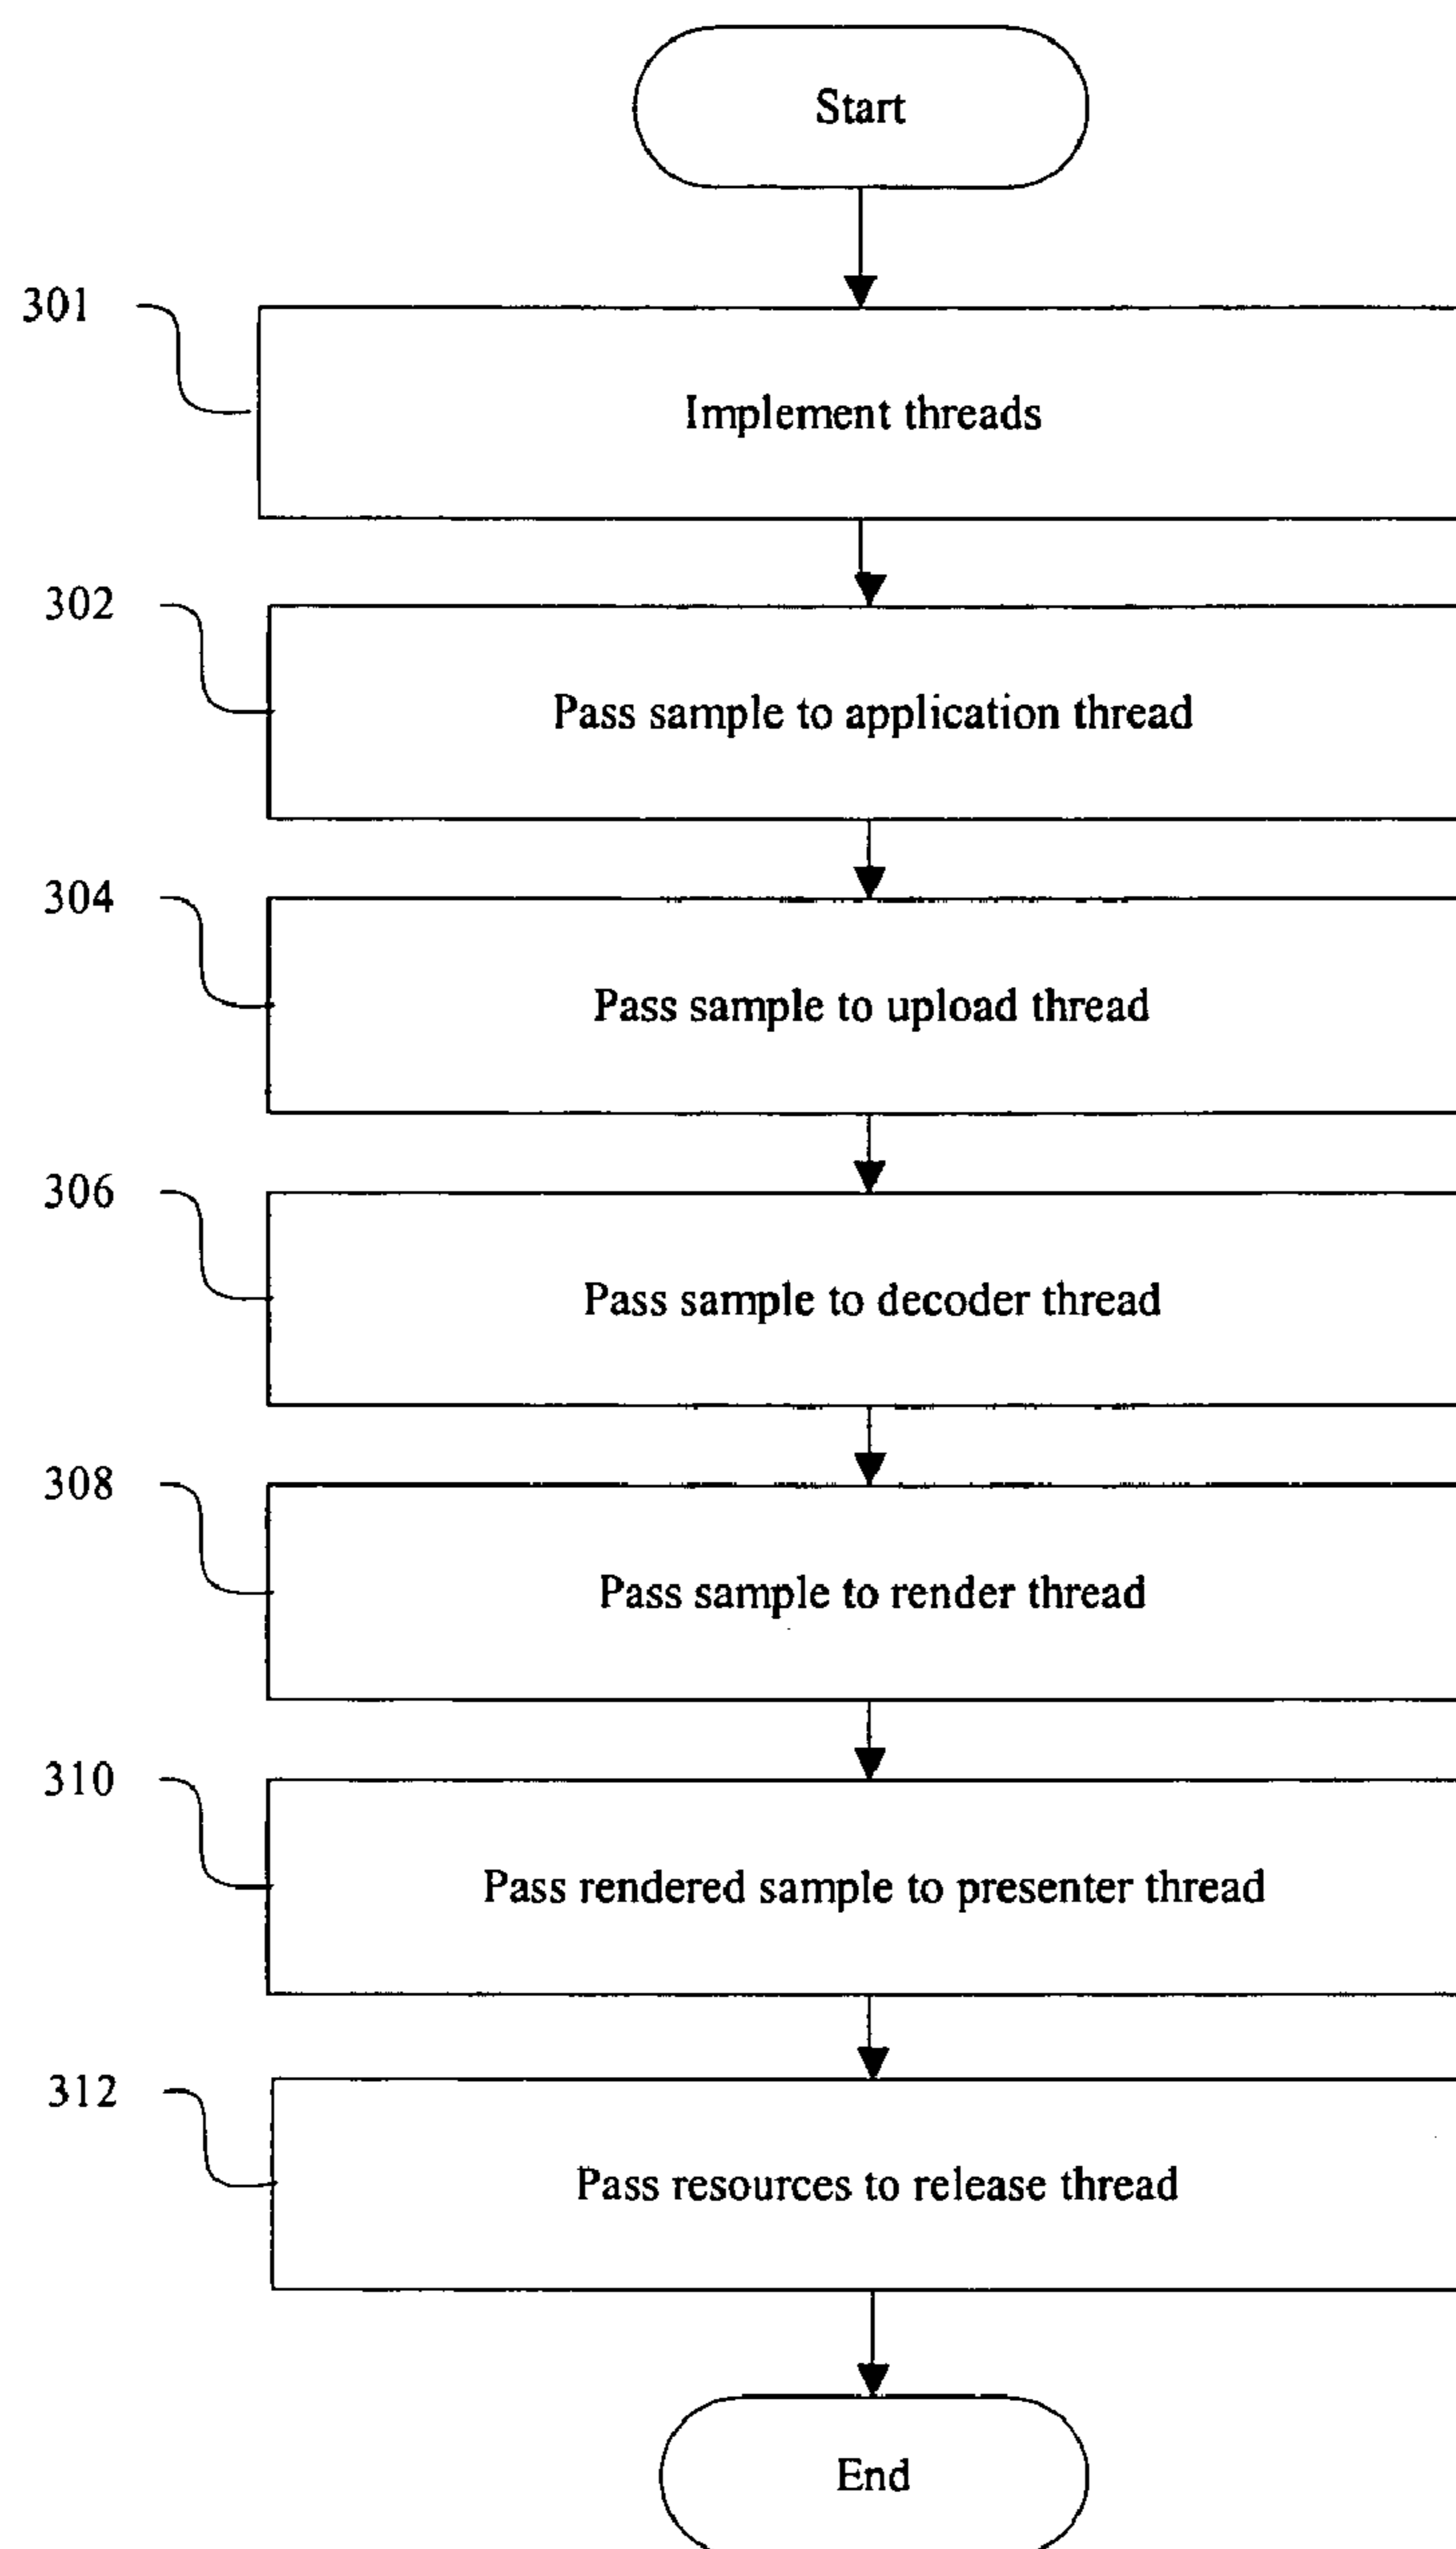 Start
301
Implement threads
302
Pass sample to application thread
304
Pass sample to upload thread
306
Pass sample to decoder thread
308
Pass sample to render thread
310
Pass rendered sample to presenter thread
312
Pass resources to release thread
End